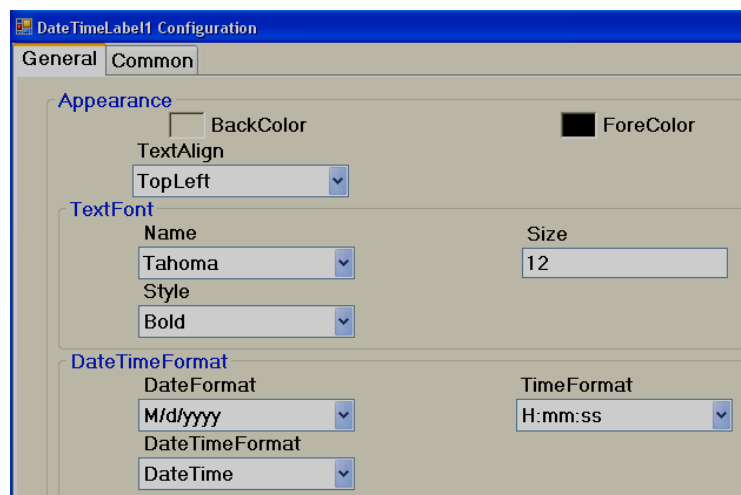 DateTimeLabel1 Configuration
General Common
Appearance
BackColor ForeColor
TextAlign
TopLeft
TextFont
Name Size
Tahoma 12
Style
Bold
DateTimeFormat
DateFormat TimeFormat
M/d/yyyy H:mm:ss
DateTimeFormat
DateTime